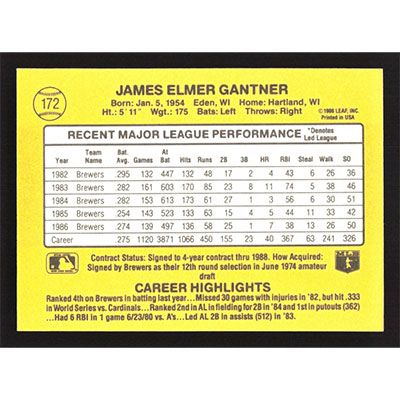 172
JAMES ELMER GANTNER
© 1986 LEAF, INC.
Printed in USA
Born: Jan. 5, 1954 Eden, WI Home: Hartland, WI
Ht.: 5' 11" Wgt.: 175 Bats: Left Throws: Right
RECENT MAJOR LEAGUE PERFORMANCE *Denotes Led League
Year Team Name Bat. Avg. Games At Bat Hits Runs 2B 3B HR RBI Steal Walk SO
1982 Brewers .295 132 447 132 48 17 2 4 43 6 26 36
1983 Brewers .282 161 603 170 85 23 8 11 74 5 38 46
1984 Brewers .282 153 613 173 61 27 1 3 56 6 30 51
1985 Brewers .254 143 523 133 63 15 4 5 44 11 33 42
1986 Brewers .274 139 497 136 58 25 1 7 38 13 26 50
Career .275 1120 3871 1066 450 155 23 40 337 63 241 326
Contract Status: Signed to 4-year contract thru 1988. How Acquired:
Signed by Brewers as their 12th round selection in June 1974 amateur
draft
CAREER HIGHLIGHTS
Ranked 4th on Brewers in batting last year...Missed 30 games with injuries in '82, but hit .333
in World Series vs. Cardinals...Ranked 2nd in AL in fielding for 2B in '84 and 1st in putouts (362)
...Had 6 RBI in 1 game 6/23/80 vs. A's...Led AL 2B in assists (512) in '83.